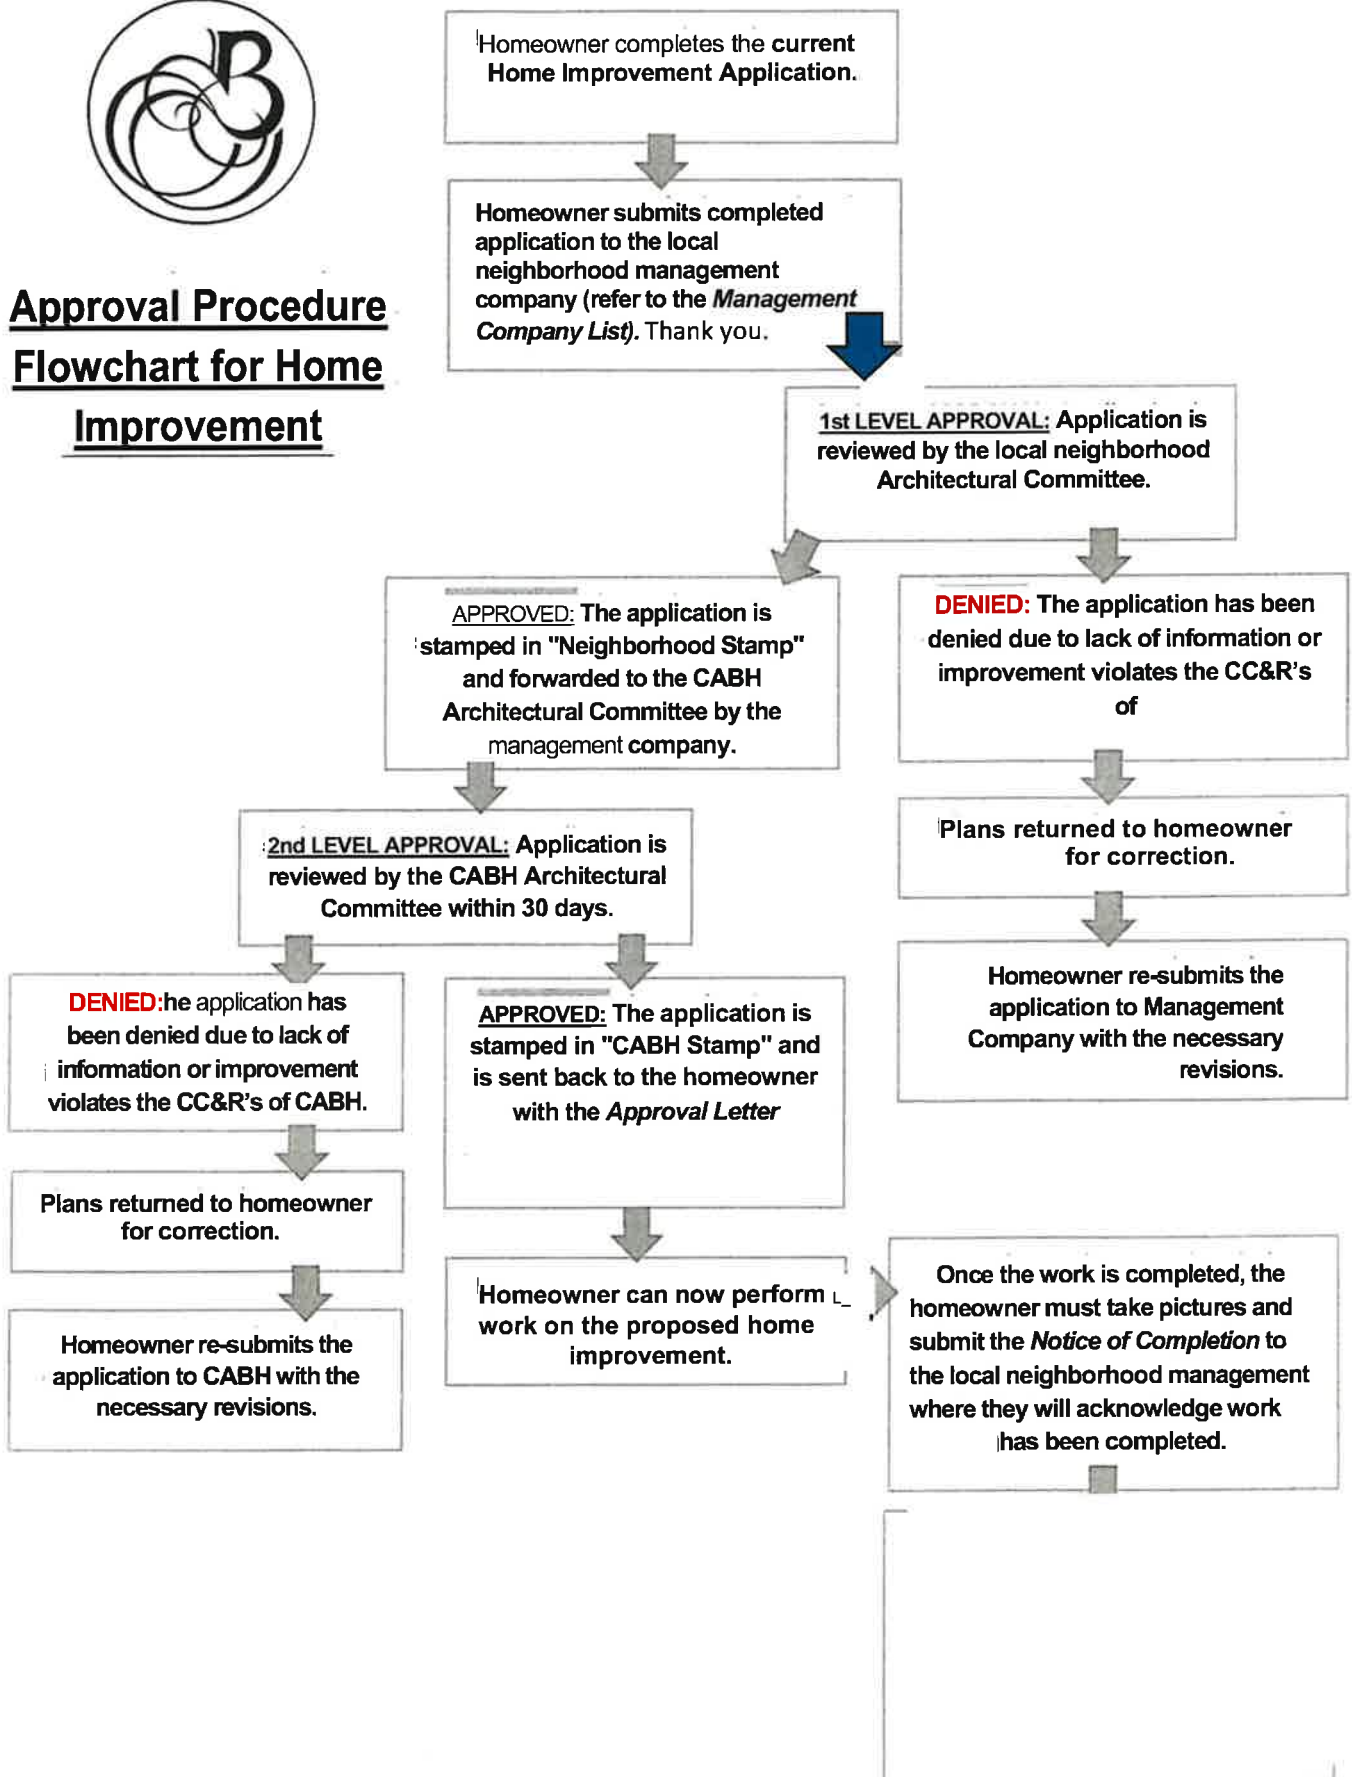 B
Approval Procedure
Flowchart for Home
Improvement
Homeowner completes the current
Home Improvement Application.
Homeowner submits completed
application to the local
neighborhood management
company (refer to the Management
Company List). Thank you.
1st LEVEL APPROVAL: Application is
reviewed by the local neighborhood
Architectural Committee.
APPROVED: The application is
stamped in "Neighborhood Stamp"
and forwarded to the CABH
Architectural Committee by the
management company.
DENIED: The application has been
denied due to lack of information or
improvement violates the CC&R's
of
Plans returned to homeowner
for correction.
Homeowner re-submits the
application to Management
Company with the necessary
revisions.
2nd LEVEL APPROVAL: Application is
reviewed by the CABH Architectural
Committee within 30 days.
DENIED:he application has
been denied due to lack of
information or improvement
violates the CC&R's of CABH.
Plans returned to homeowner
for correction.
Homeowner re-submits the
application to CABH with the
necessary revisions.
APPROVED: The application is
stamped in "CABH Stamp" and
is sent back to the homeowner
with the Approval Letter
Homeowner can now perform
work on the proposed home
improvement.
Once the work is completed, the
homeowner must take pictures and
submit the Notice of Completion to
the local neighborhood management
where they will acknowledge work
has been completed.